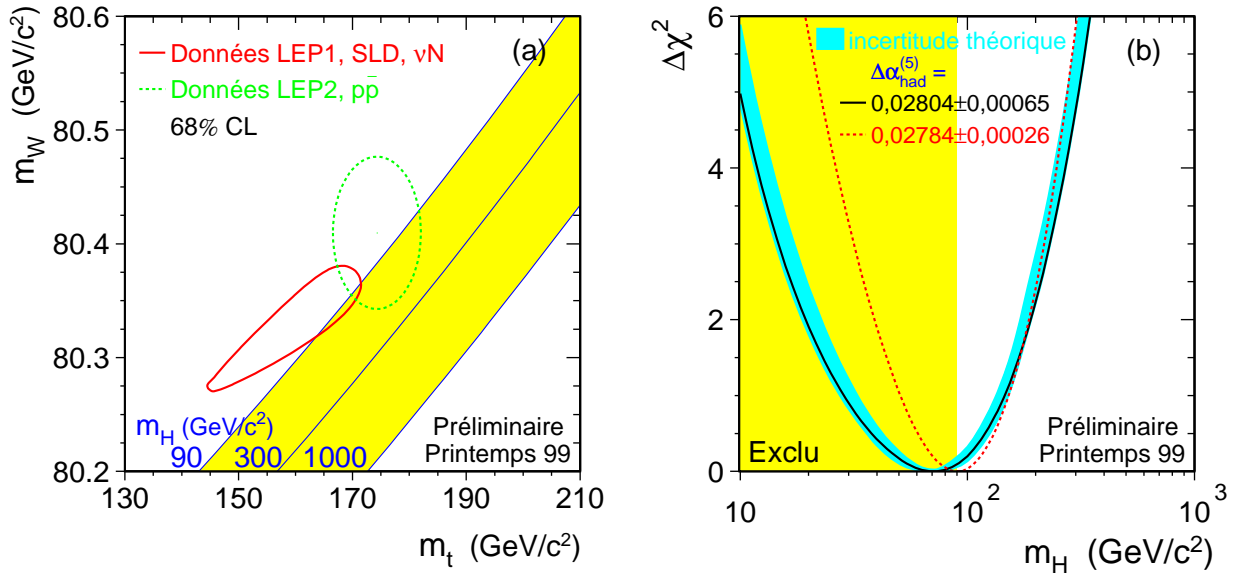 80.6
80.5
80.4
80.3
80.2
m_W (GeV/c²)
Données LEP1, SLD, νN
Données LEP2, pp̄
68% CL
(a)
m_H (GeV/c²)
90 300 1000
Préliminaire
Printemps 99
130 150 170 190 210
m_t (GeV/c²)
6
4
2
0
Δχ²
incertitude théorique
(b)
Δα_had^(5) =
0,02804±0,00065
0,02784±0,00026
Exclu
Préliminaire
Printemps 99
10 10² 10³
m_H (GeV/c²)